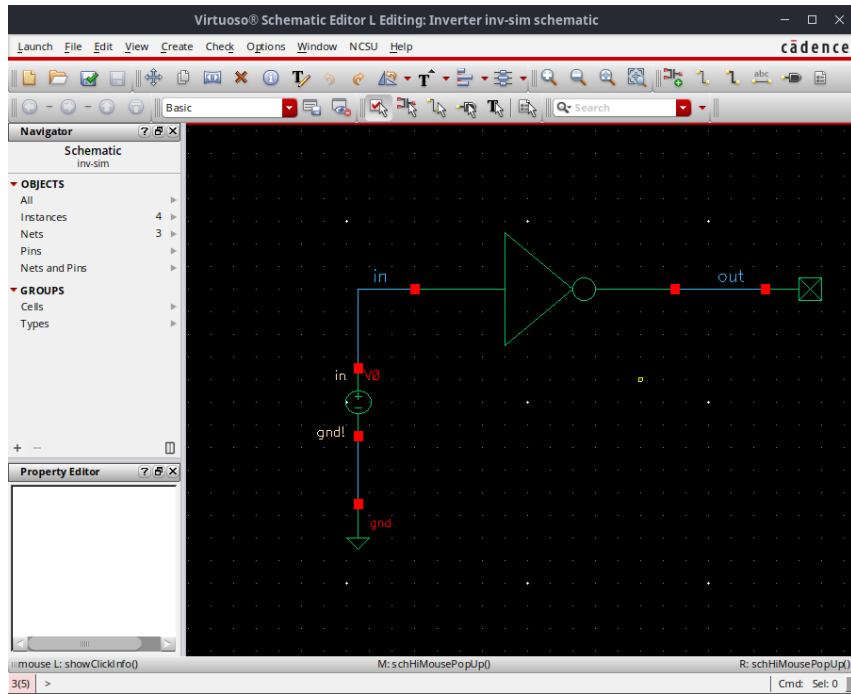 Virtuoso® Schematic Editor L Editing: Inverter inv-sim schematic
Launch File Edit View Create Check Options Window NCSU Help
cādence
abc
Basic
Search
Navigator
Schematic
inv-sim
OBJECTS
All
Instances 4
Nets 3
Pins
Nets and Pins
GROUPS
Cells
Types
Property Editor
in
out
in
V0
gnd!
gnd
mouse L: showClickInfo()
M: schHiMousePopUp()
R: schHiMousePopUp()
3(5) >
Cmd: Sel: 0